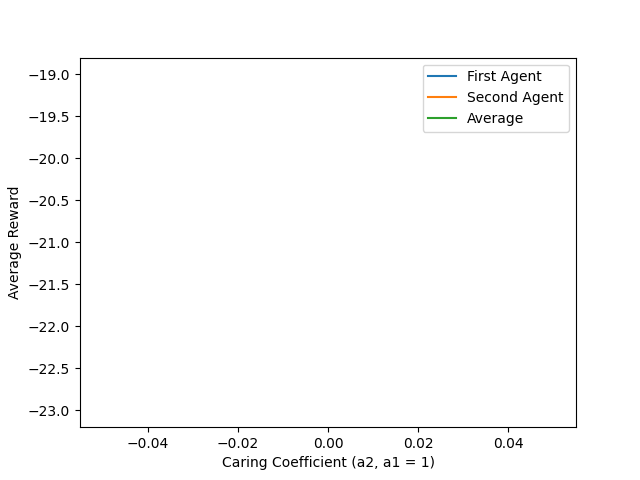 First Agent
Second Agent
Average
−19.0
−19.5
−20.0
−20.5
−21.0
−21.5
−22.0
−22.5
−23.0
Average Reward
−0.04
−0.02
0.00
0.02
0.04
Caring Coefficient (a2, a1 = 1)